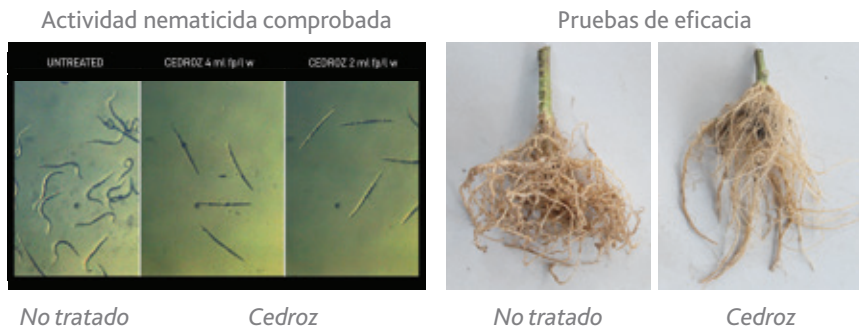 Actividad nematicida comprobada
Pruebas de eficacia
UNTREATED
CEDROZ 4 ml fp/l w
CEDROZ 2 ml fp/l w
No tratado
Cedroz
No tratado
Cedroz